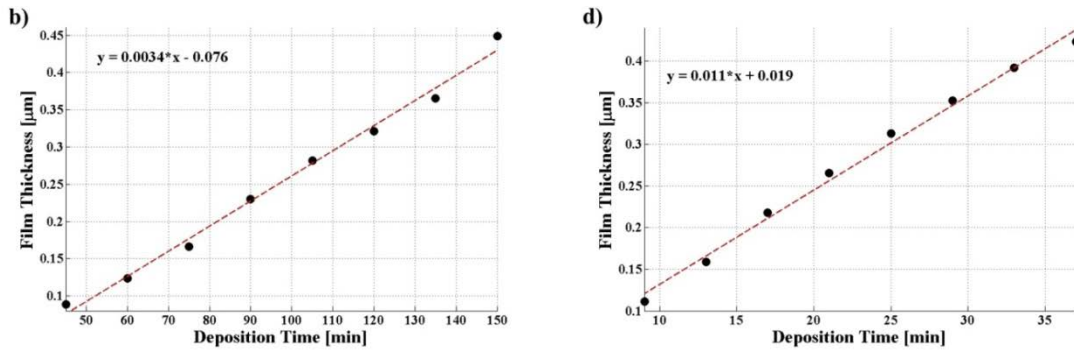 b)
y = 0.0034*x - 0.076
Film Thickness [μm]
0.45
0.4
0.35
0.3
0.25
0.2
0.15
0.1
50 60 70 80 90 100 110 120 130 140 150
Deposition Time [min]
d)
y = 0.011*x + 0.019
Film Thickness [μm]
0.4
0.35
0.3
0.25
0.2
0.15
0.1
10 15 20 25 30 35
Deposition Time [min]